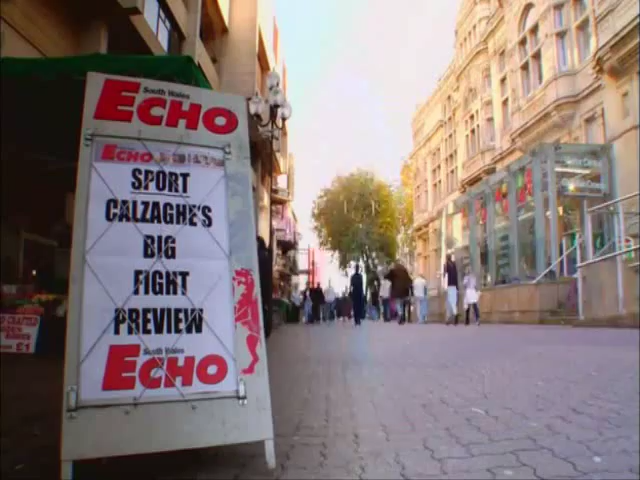 South Wales
ECHO
ECHO
SPORT
CALZAGHE'S
BIG
FIGHT
PREVIEW
South Wales
ECHO
£1